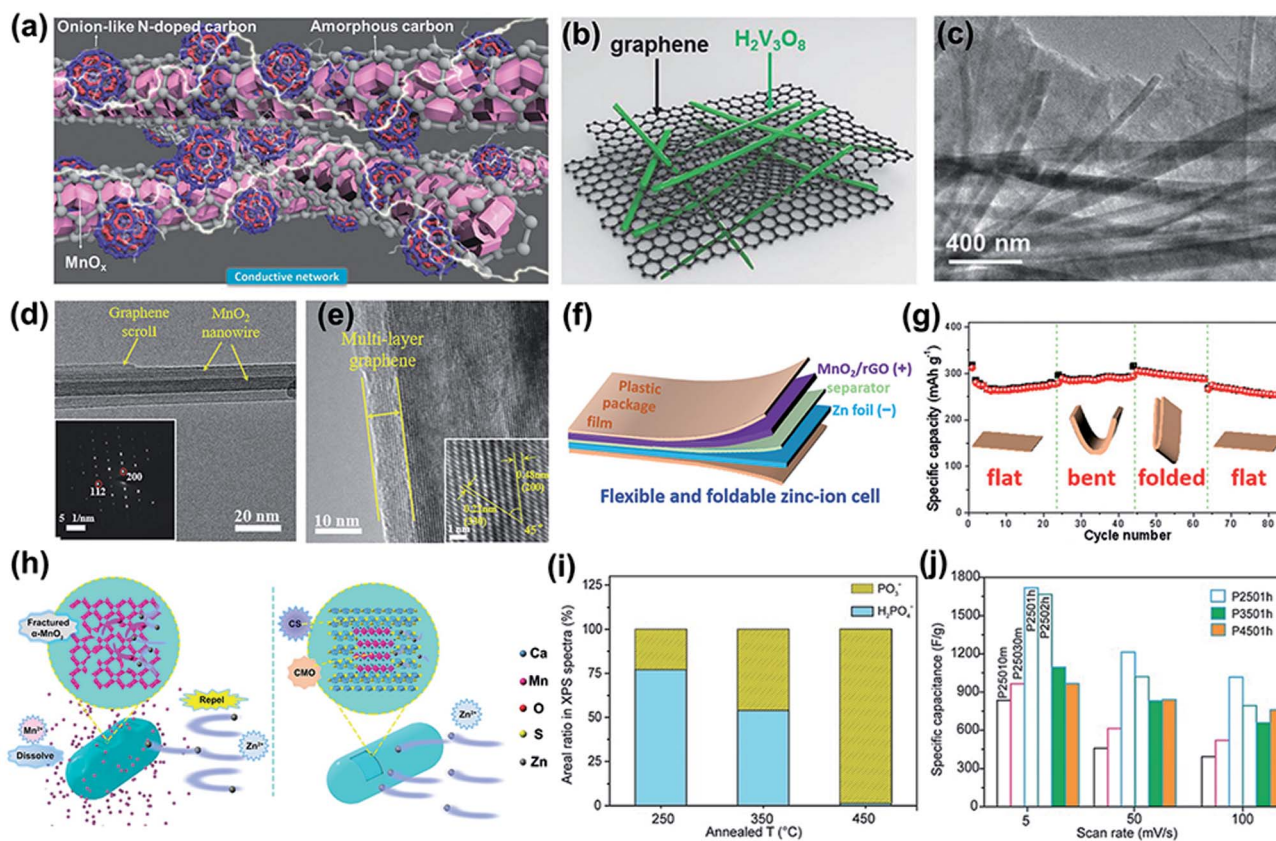 (a)
Onion-like N-doped carbon
Amorphous carbon
MnOₓ
Conductive network
(b)
graphene
H₂V₃O₈
(c)
400 nm
(d)
Graphene
scroll
MnO₂
nanowire
200
112
5 1/nm
20 nm
(e)
Multi-layer
graphene
10 nm
0.48nm
(200)
45°
1 nm
(f)
Plastic
package
film
MnO₂/rGO (+)
separator
Zn foil (−)
Flexible and foldable zinc-ion cell
(g)
Specific capacity (mAh g⁻¹)
400
300
200
100
0
flat
bent
folded
flat
0 10 20 30 40 50 60 70 80
Cycle number
(h)
Fractured
α-MnO₂
Mn²⁺
Dissolve
Repel
Zn²⁺
CS
CMO
Zn²⁺
Ca
Mn
O
S
Zn
(i)
Areal ratio in XPS spectra (%)
125
100
75
50
25
0
PO₃⁻
H₂PO₄⁻
250 350 450
Annealed T (°C)
(j)
Specific capacitance (F/g)
1800
1500
1200
900
600
300
0
P25010m
P25030m
P2501h
P2502h
P2501h
P3501h
P4501h
5 50 100
Scan rate (mV/s)